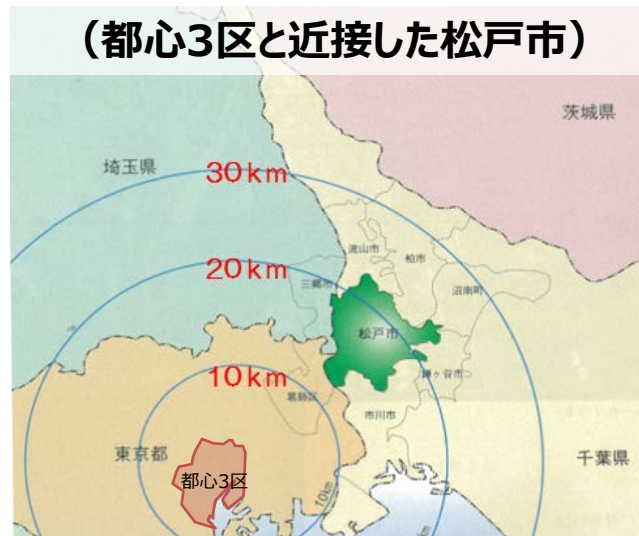 （都心3区と近接した松戸市）
茨城県
埼玉県
30km
流山市
柏市
20km
三郷市
沼南町
松戸市
10km
鎌ヶ谷市
葛飾区
市川市
東京都
千葉県
都心3区
10km
km